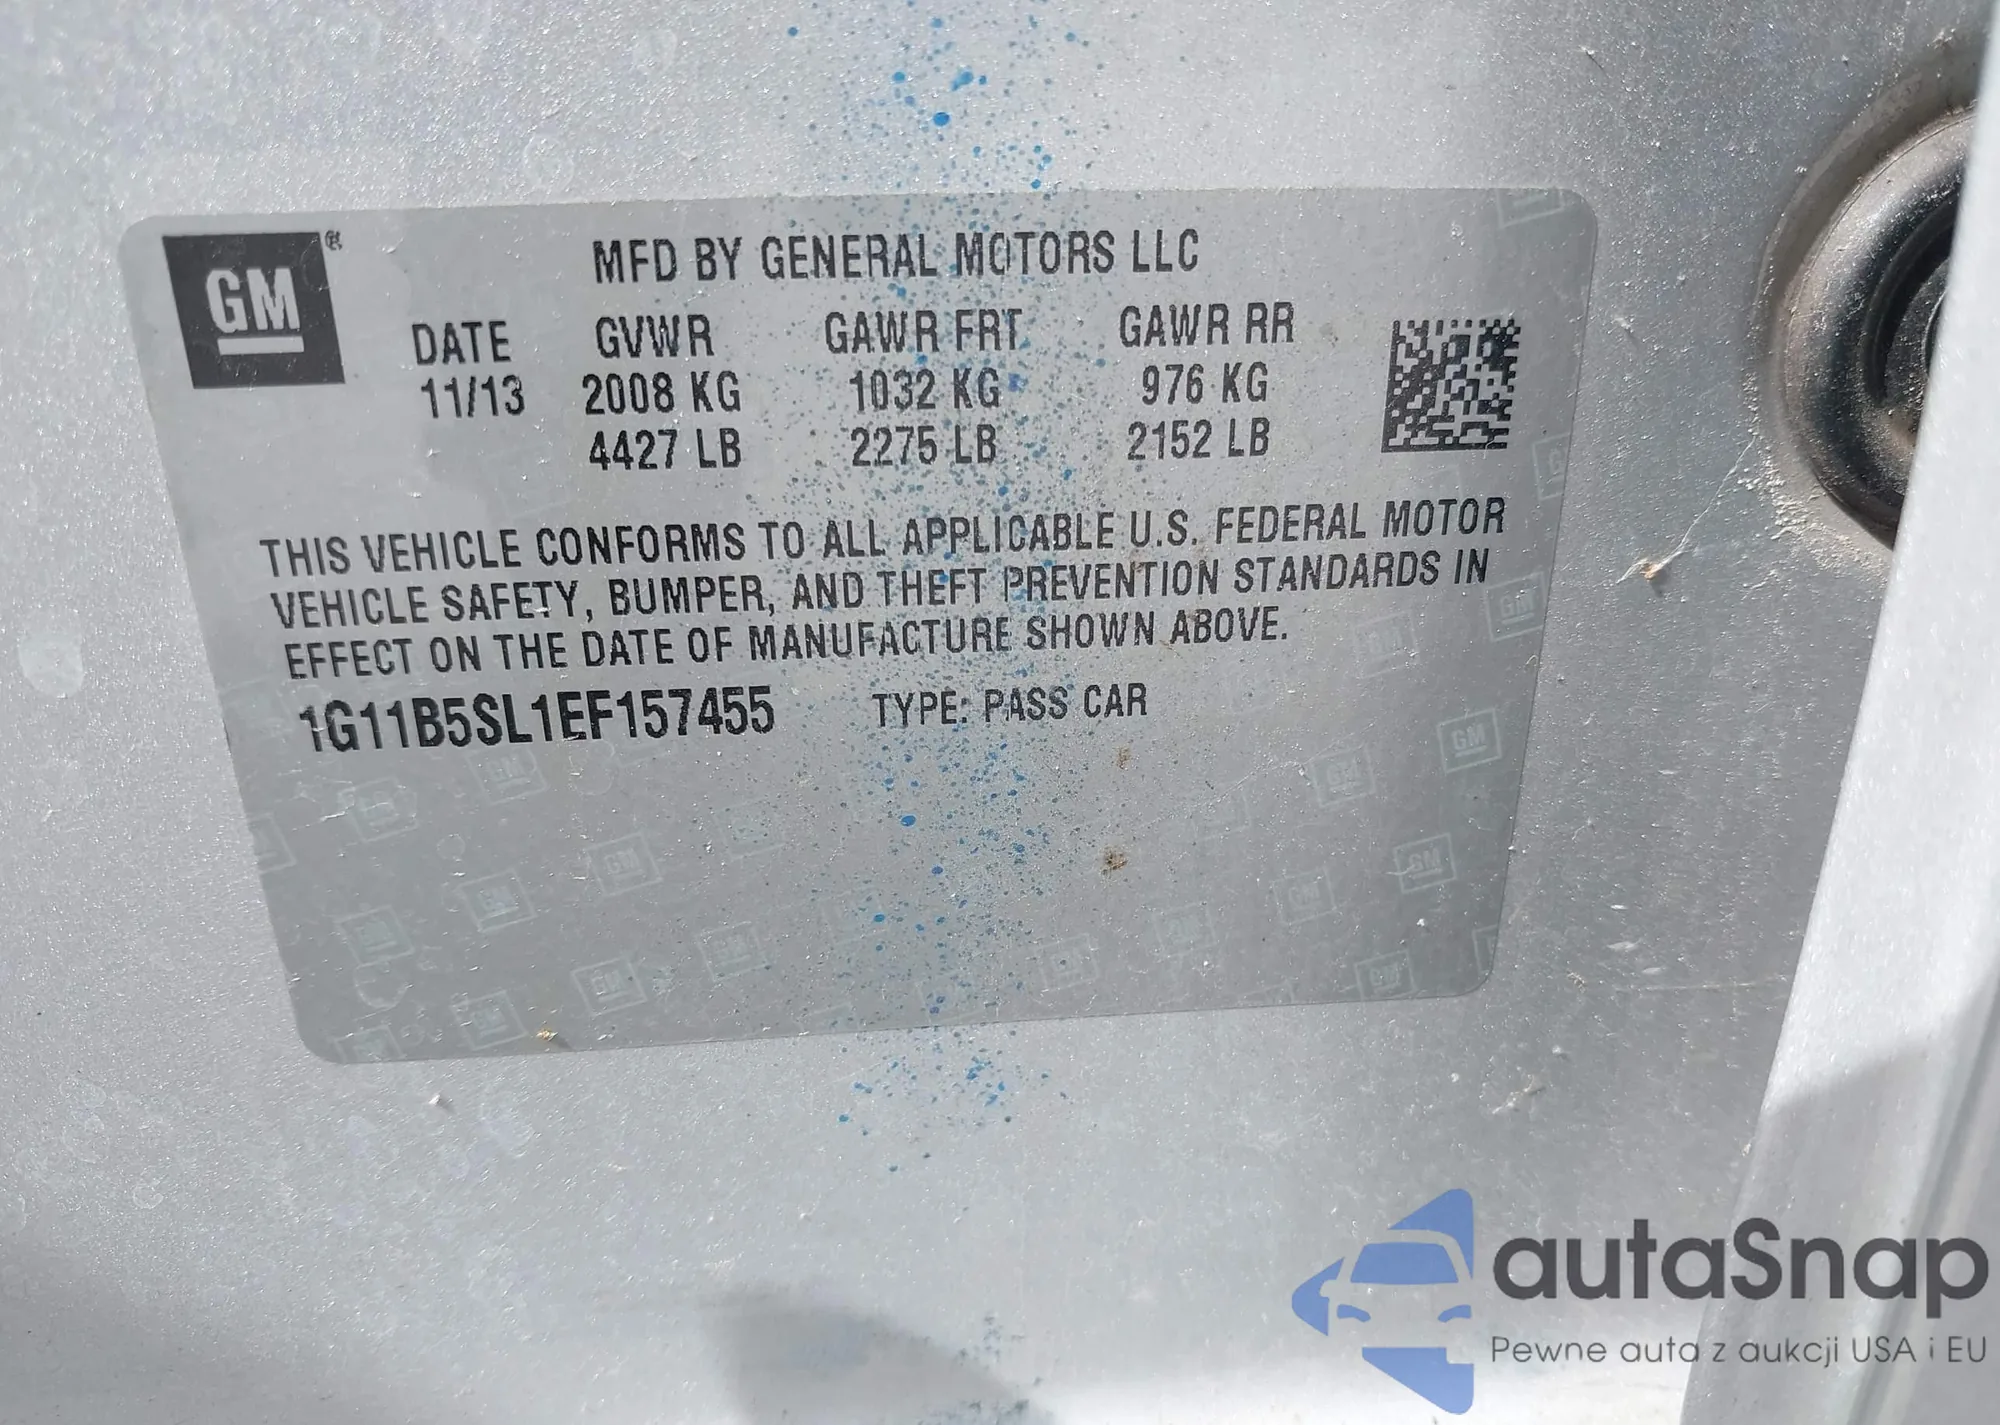 GM ®
MFD BY GENERAL MOTORS LLC
DATE GVWR GAWR FRT GAWR RR
11/13 2008 KG 1032 KG 976 KG
4427 LB 2275 LB 2152 LB
THIS VEHICLE CONFORMS TO ALL APPLICABLE U.S. FEDERAL MOTOR
VEHICLE SAFETY, BUMPER, AND THEFT PREVENTION STANDARDS IN
EFFECT ON THE DATE OF MANUFACTURE SHOWN ABOVE.
1G11B5SL1EF157455 TYPE: PASS CAR
autaSnap
Pewne auta z aukcji USA i EU